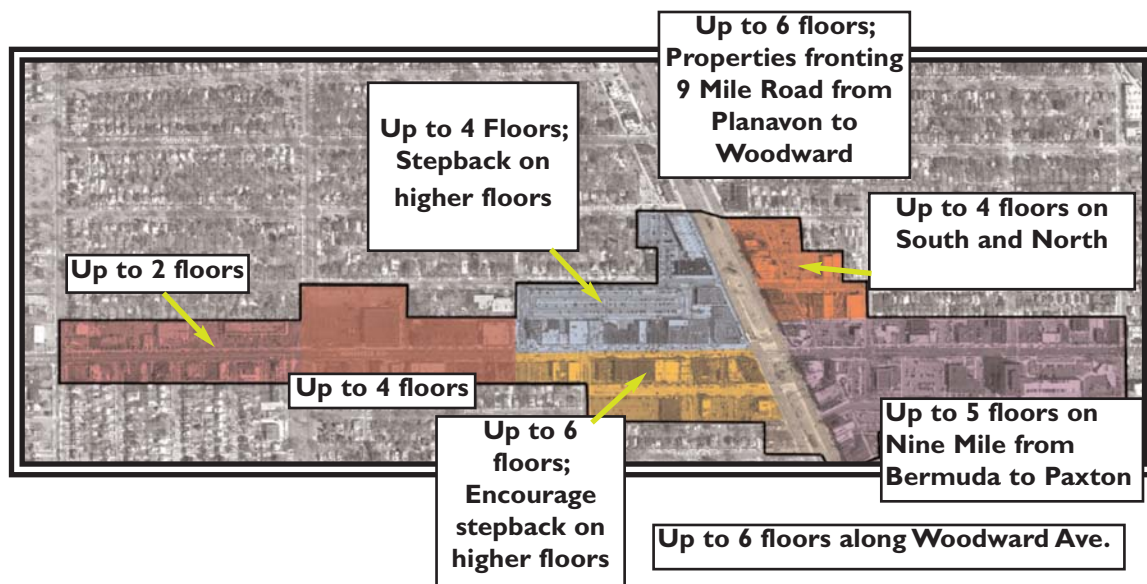 Up to 6 floors;
Properties fronting
9 Mile Road from
Planavon to
Woodward
Up to 4 Floors;
Stepback on
higher floors
Up to 4 floors on
South and North
Up to 2 floors
Up to 4 floors
Up to 6
floors;
Encourage
stepback on
higher floors
Up to 5 floors on
Nine Mile from
Bermuda to Paxton
Up to 6 floors along Woodward Ave.